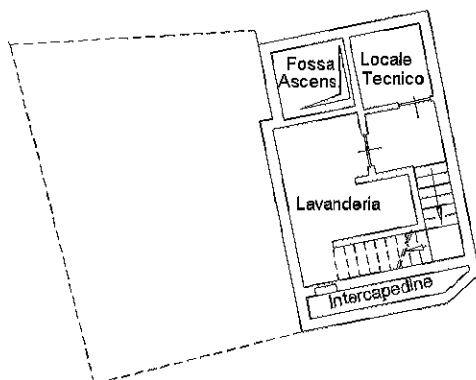 Fossa
Ascens.
Locale
Tecnico
Lavanderia
Intercapedine